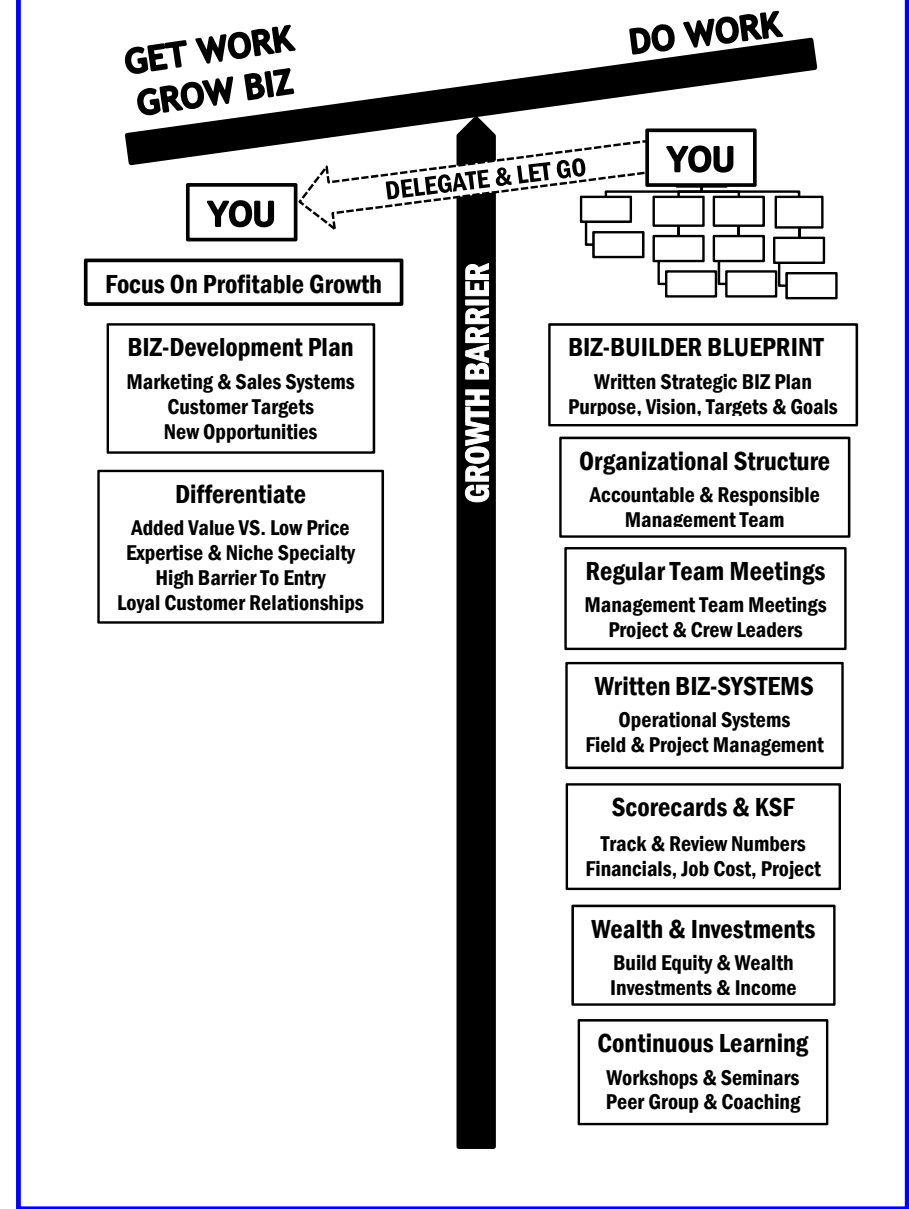 GET WORK
GROW BIZ
DO WORK
YOU
DELEGATE & LET GO
YOU
GROWTH BARRIER
Focus On Profitable Growth
BIZ-Development Plan
Marketing & Sales Systems
Customer Targets
New Opportunities
Differentiate
Added Value VS. Low Price
Expertise & Niche Specialty
High Barrier To Entry
Loyal Customer Relationships
BIZ-BUILDER BLUEPRINT
Written Strategic BIZ Plan
Purpose, Vision, Targets & Goals
Organizational Structure
Accountable & Responsible
Management Team
Regular Team Meetings
Management Team Meetings
Project & Crew Leaders
Written BIZ-SYSTEMS
Operational Systems
Field & Project Management
Scorecards & KSF
Track & Review Numbers
Financials, Job Cost, Project
Wealth & Investments
Build Equity & Wealth
Investments & Income
Continuous Learning
Workshops & Seminars
Peer Group & Coaching